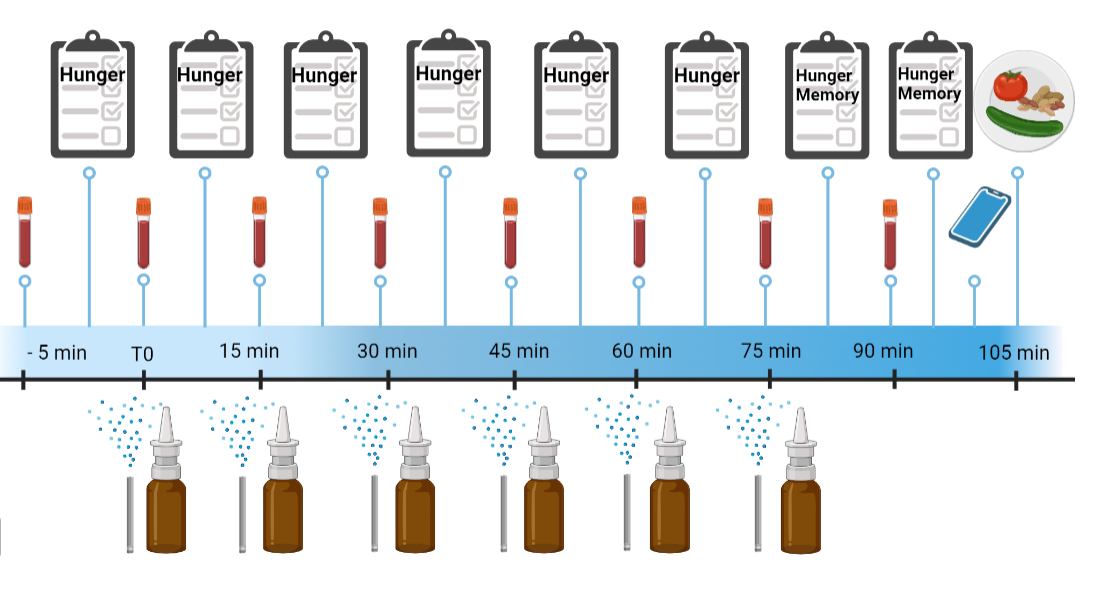 Hunger
Hunger
Hunger
Hunger
Hunger
Hunger
Hunger
Memory
Hunger
Memory
- 5 min
T0
15 min
30 min
45 min
60 min
75 min
90 min
105 min